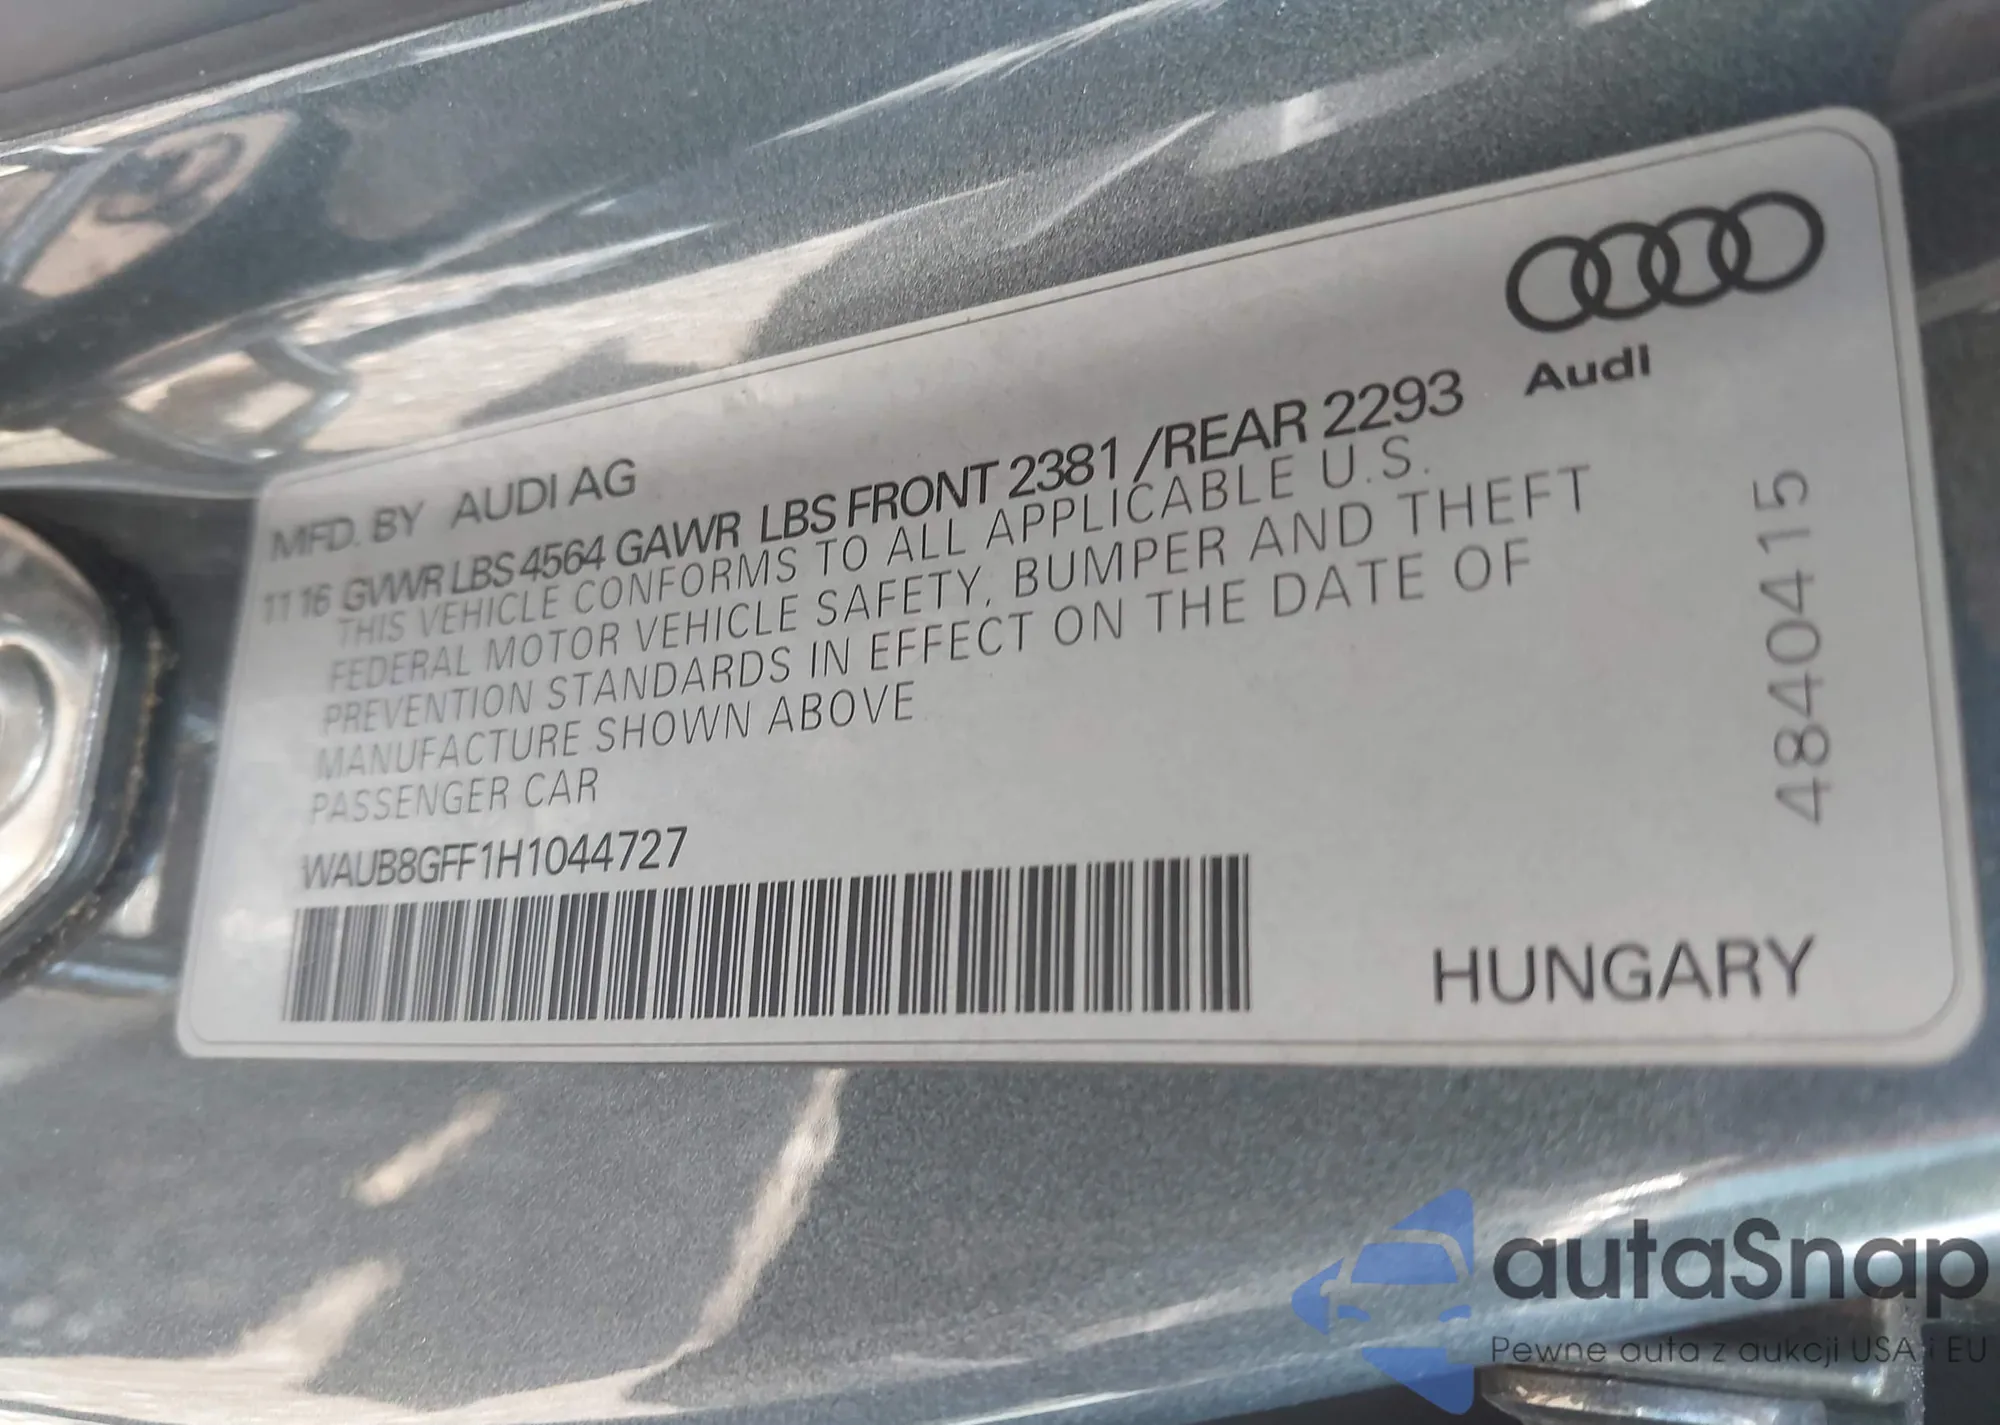 Audi
MFD. BY AUDI AG
11 16 GVWR LBS 4564 GAWR LBS FRONT 2381 /REAR 2293
THIS VEHICLE CONFORMS TO ALL APPLICABLE U.S.
FEDERAL MOTOR VEHICLE SAFETY, BUMPER AND THEFT
PREVENTION STANDARDS IN EFFECT ON THE DATE OF
MANUFACTURE SHOWN ABOVE
PASSENGER CAR
WAUB8GFF1H1044727
4840415
HUNGARY
autaSnap
Pewne auta z aukcji USA i EU